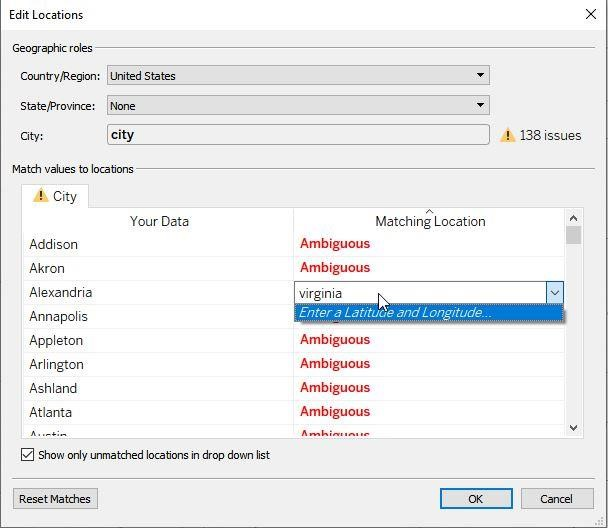 Edit Locations
Geographic roles
Country/Region: United States
State/Province: None
City: city 138 issues
Match values to locations
City
Your Data Matching Location
Addison Ambiguous
Akron Ambiguous
Alexandria virginia
Annapolis Enter a Latitude and Longitude...
Appleton Ambiguous
Arlington Ambiguous
Ashland Ambiguous
Atlanta Ambiguous
Austin Ambiguous
Show only unmatched locations in drop down list
Reset Matches OK Cancel